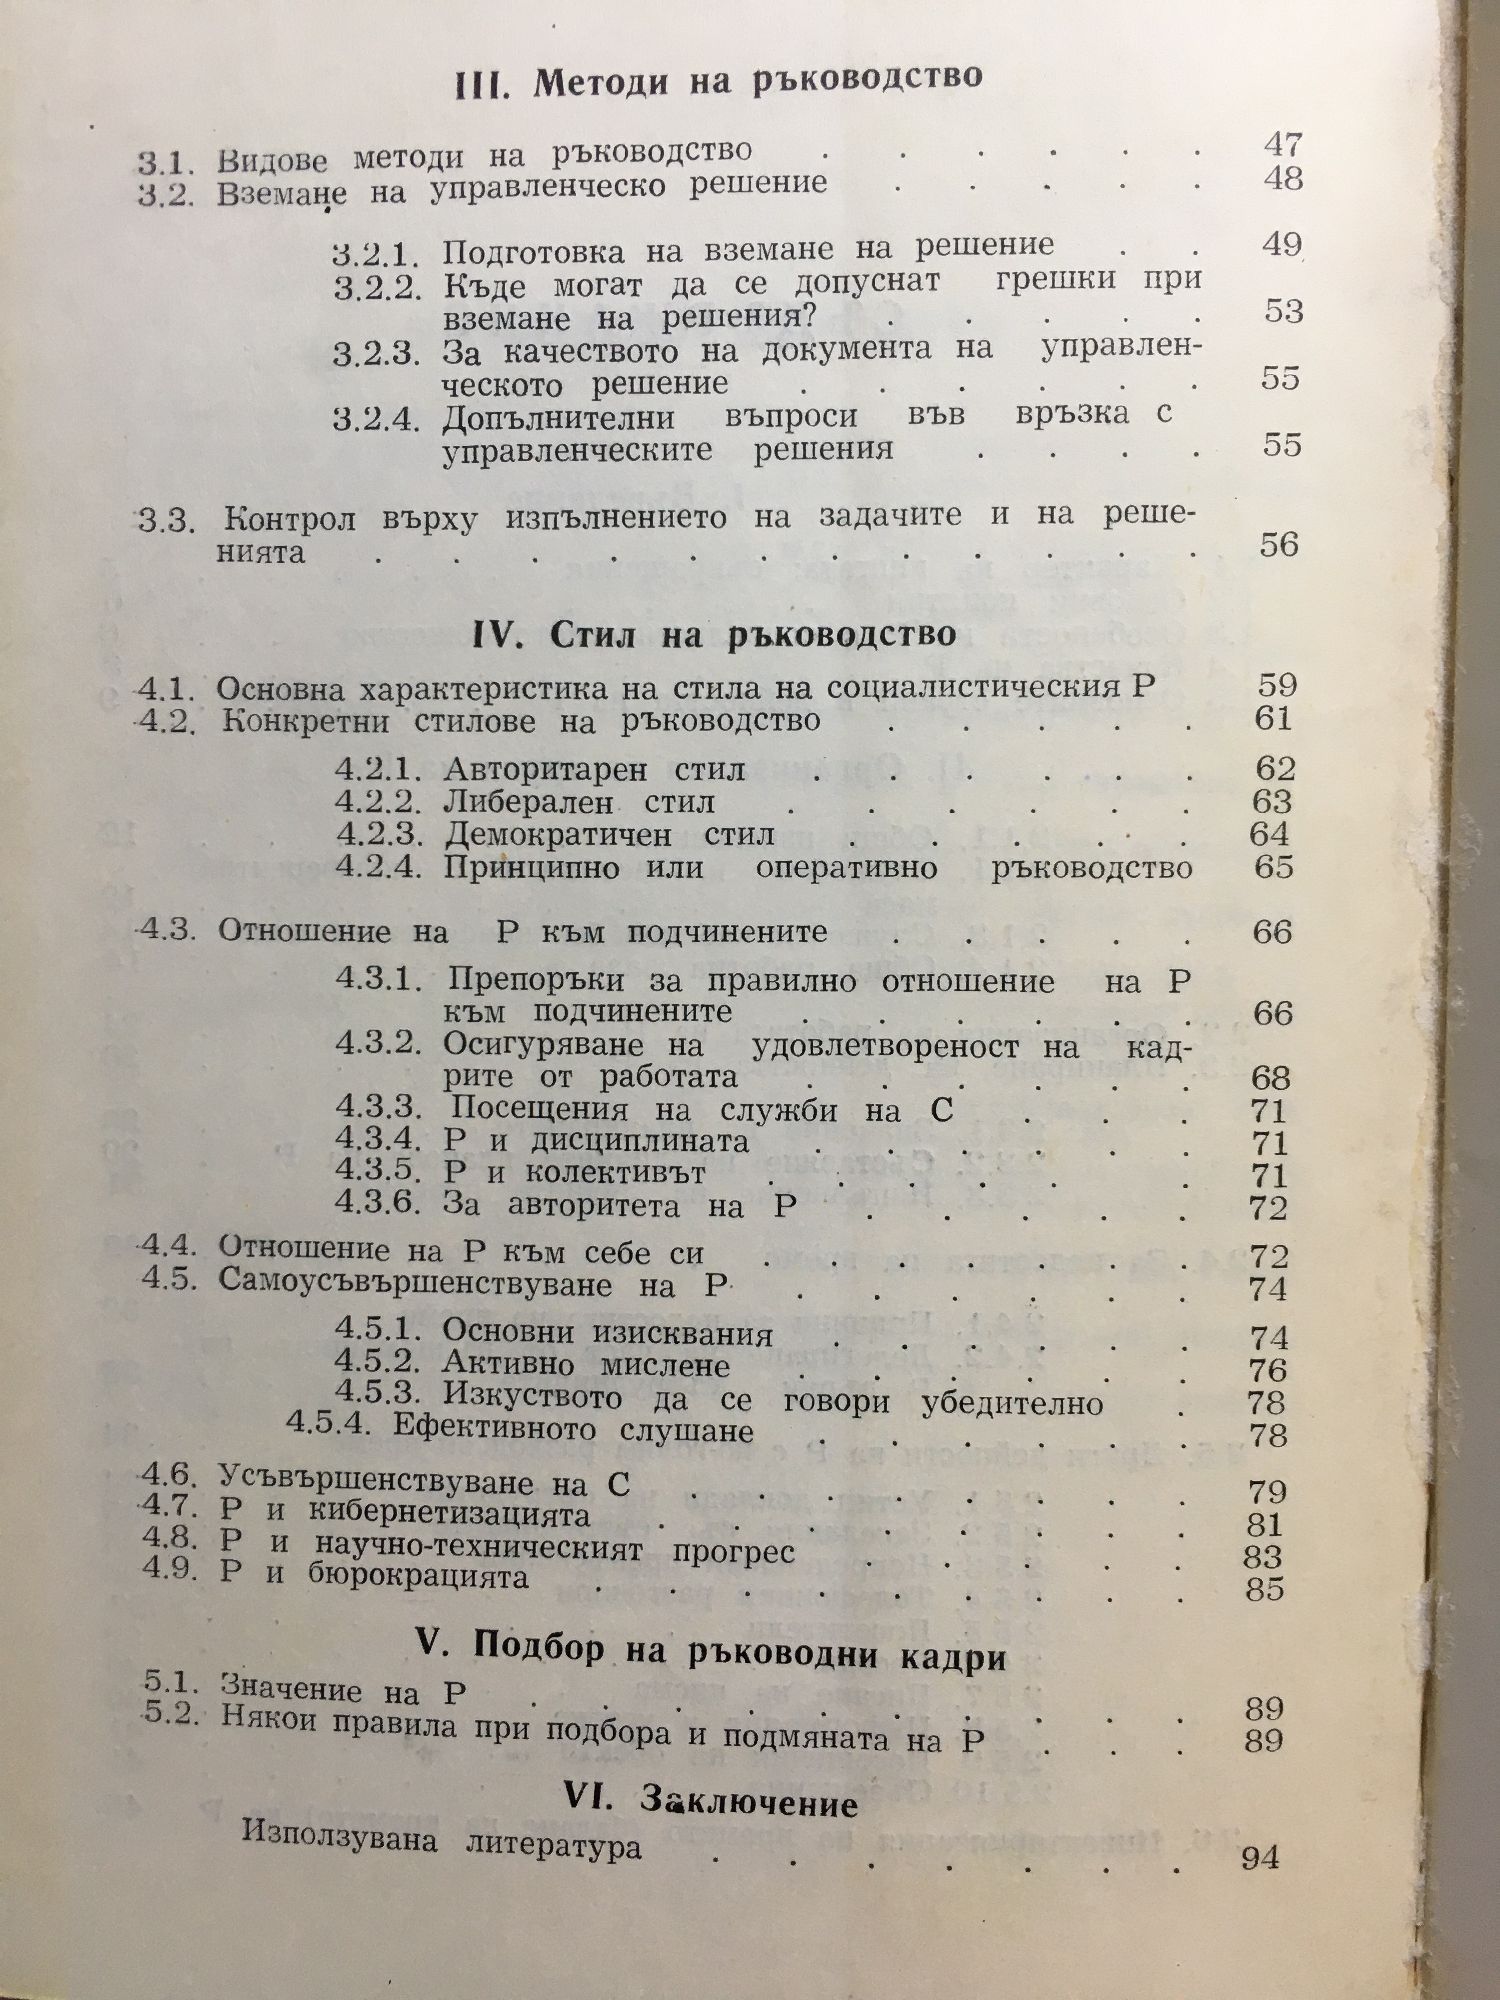 III. Методи на ръководство
3.1. Видове методи на ръководство . . . . . . 47
3.2. Вземане на управленческо решение . . . . . 48
3.2.1. Подготовка на вземане на решение . . 49
3.2.2. Къде могат да се допуснат грешки при
вземане на решения? . . . . . 53
3.2.3. За качеството на документа на управлен-
ческото решение . . . . . . 55
3.2.4. Допълнителни въпроси във връзка с
управленческите решения . . . . 55
3.3. Контрол върху изпълнението на задачите и на реше-
нията . . . . . . . . . . . . 56
IV. Стил на ръководство
4.1. Основна характеристика на стила на социалистическия Р 59
4.2. Конкретни стилове на ръководство . . . . . 61
4.2.1. Авторитарен стил . . . . . . 62
4.2.2. Либерален стил . . . . . . 63
4.2.3. Демократичен стил . . . . . 64
4.2.4. Принципно или оперативно ръководство 65
4.3. Отношение на Р към подчинените . . . . . 66
4.3.1. Препоръки за правилно отношение на Р
към подчинените . . . . . . 66
4.3.2. Осигуряване на удовлетвореност на кад-
рите от работата . . . . . . 68
4.3.3. Посещения на служби на С . . . 71
4.3.4. Р и дисциплината . . . . . . 71
4.3.5. Р и колективът . . . . . . 71
4.3.6. За авторитета на Р . . . . . 72
4.4. Отношение на Р към себе си . . . . . . 72
4.5. Самоусъвършенствуване на Р . . . . . . 74
4.5.1. Основни изисквания . . . . . 74
4.5.2. Активно мислене . . . . . . 76
4.5.3. Изкуството да се говори убедително . 78
4.5.4. Ефективното слушане . . . . . . 78
4.6. Усъвършенствуване на С . . . . . . . 79
4.7. Р и кибернетизацията . . . . . . . . 81
4.8. Р и научно-техническият прогрес . . . . . 83
4.9. Р и бюрокрацията . . . . . . . . 85
V. Подбор на ръководни кадри
5.1. Значение на Р . . . . . . . . . 89
5.2. Някои правила при подбора и подмяната на Р . . . 89
VI. Заключение
Използувана литература . . . . . . . 94